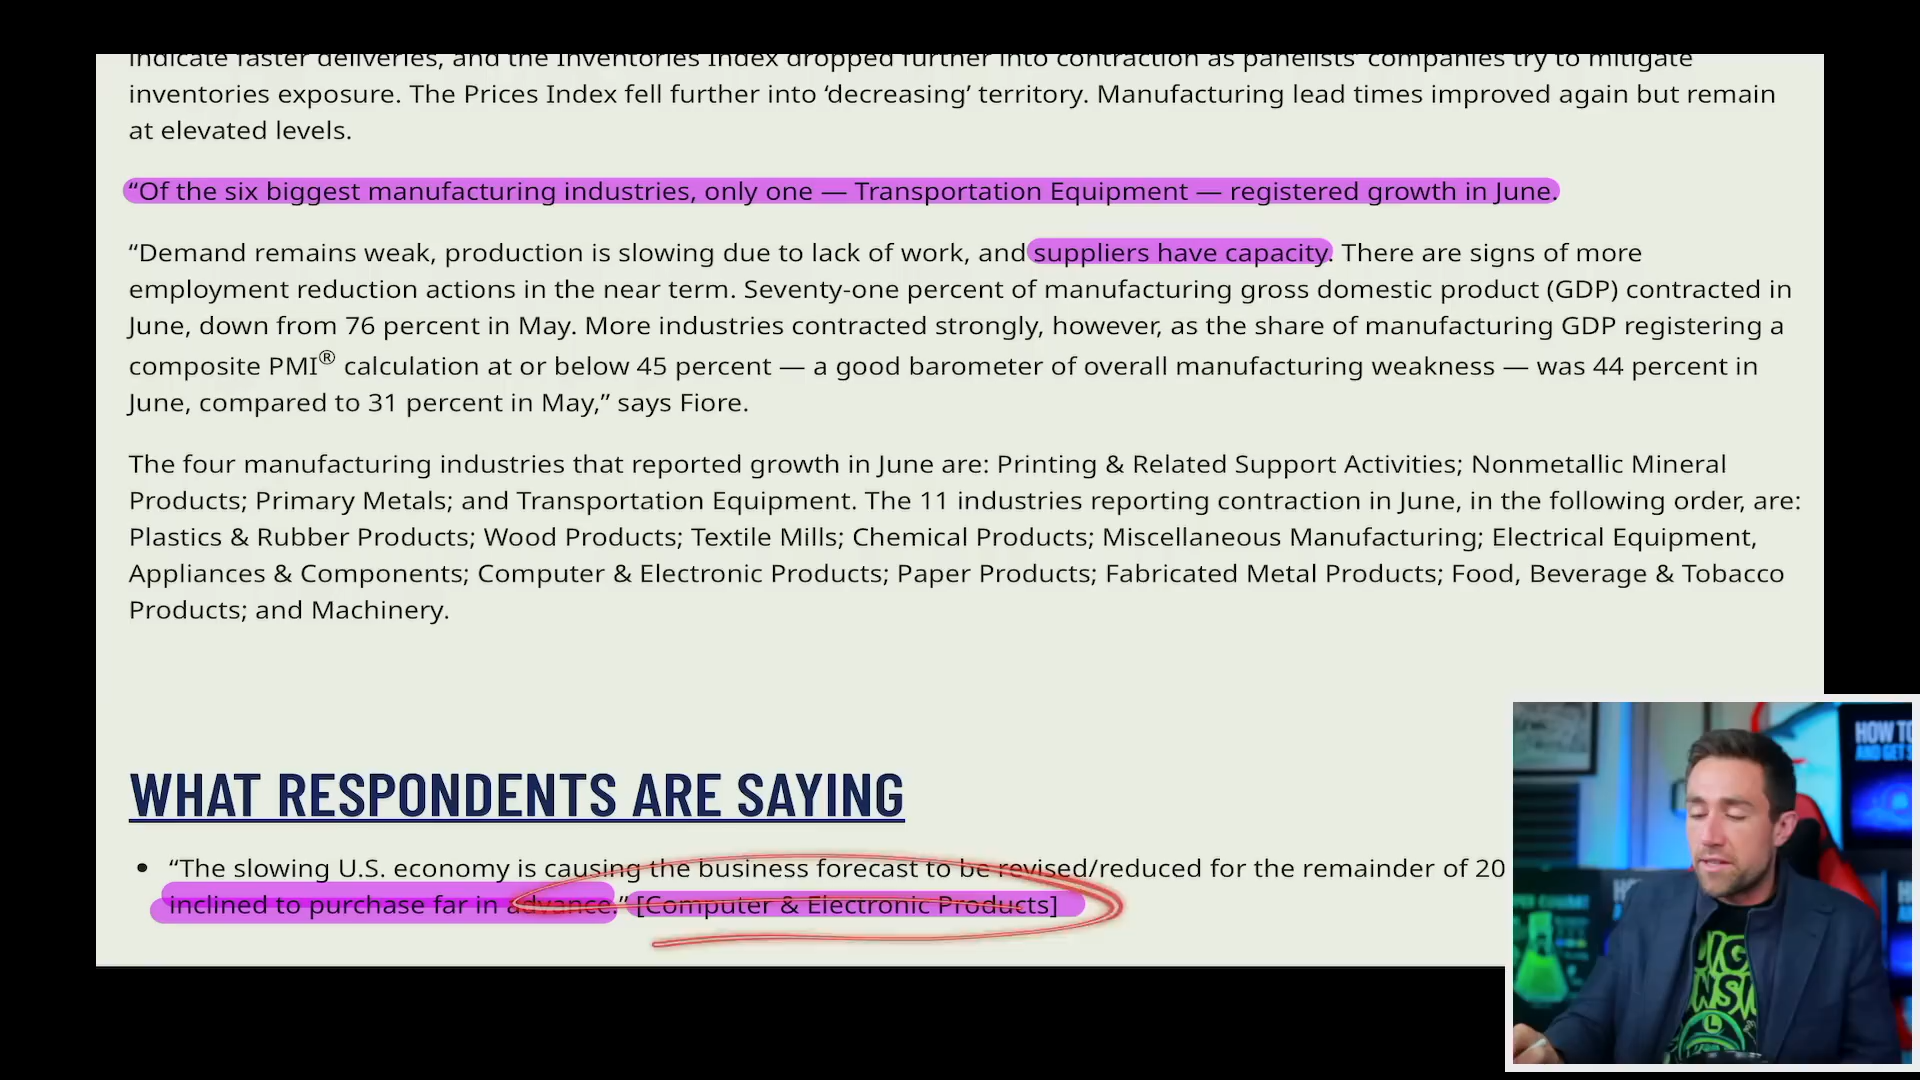 indicate faster deliveries, and the Inventories Index dropped further into contraction as panelists' companies try to mitigate
inventories exposure. The Prices Index fell further into ‘decreasing’ territory. Manufacturing lead times improved again but remain
at elevated levels.
“Of the six biggest manufacturing industries, only one — Transportation Equipment — registered growth in June.
“Demand remains weak, production is slowing due to lack of work, and suppliers have capacity. There are signs of more
employment reduction actions in the near term. Seventy-one percent of manufacturing gross domestic product (GDP) contracted in
June, down from 76 percent in May. More industries contracted strongly, however, as the share of manufacturing GDP registering a
composite PMI® calculation at or below 45 percent — a good barometer of overall manufacturing weakness — was 44 percent in
June, compared to 31 percent in May,” says Fiore.
The four manufacturing industries that reported growth in June are: Printing & Related Support Activities; Nonmetallic Mineral
Products; Primary Metals; and Transportation Equipment. The 11 industries reporting contraction in June, in the following order, are:
Plastics & Rubber Products; Wood Products; Textile Mills; Chemical Products; Miscellaneous Manufacturing; Electrical Equipment,
Appliances & Components; Computer & Electronic Products; Paper Products; Fabricated Metal Products; Food, Beverage & Tobacco
Products; and Machinery.
WHAT RESPONDENTS ARE SAYING
• “The slowing U.S. economy is causing the business forecast to be revised/reduced for the remainder of 20
inclined to purchase far in advance.” [Computer & Electronic Products]
HOW TO
AND GET
L